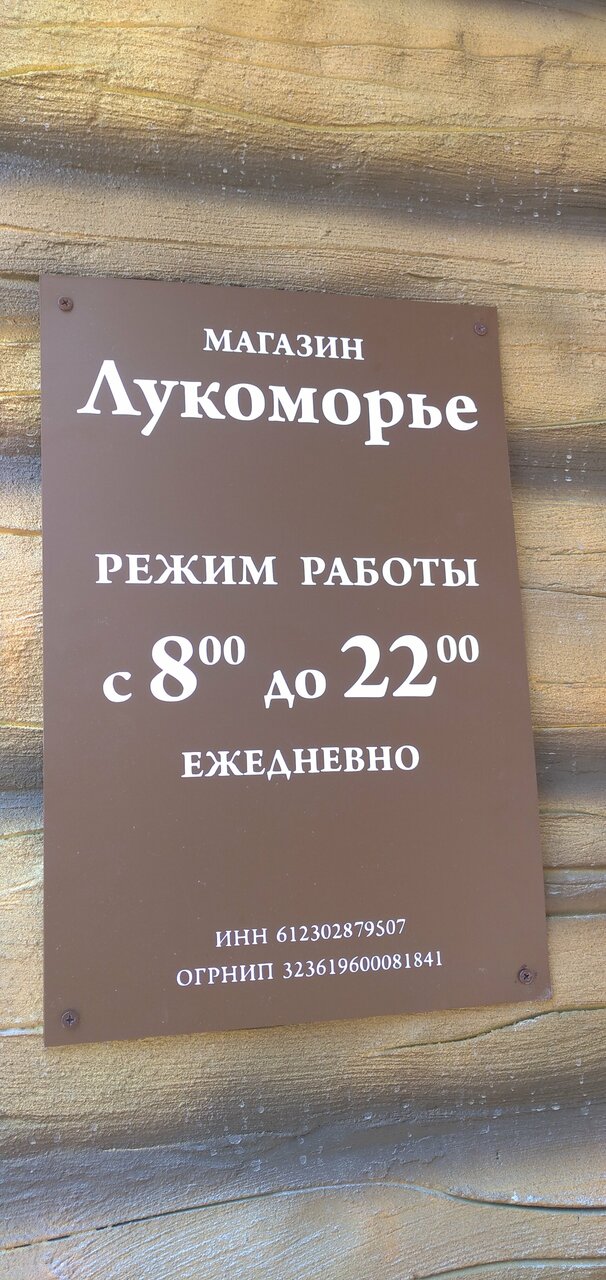 МАГАЗИН
Лукоморье
РЕЖИМ РАБОТЫ
с 8⁰⁰ до 22⁰⁰
ЕЖЕДНЕВНО
ИНН 612302879507
ОГРНИП 323619600081841